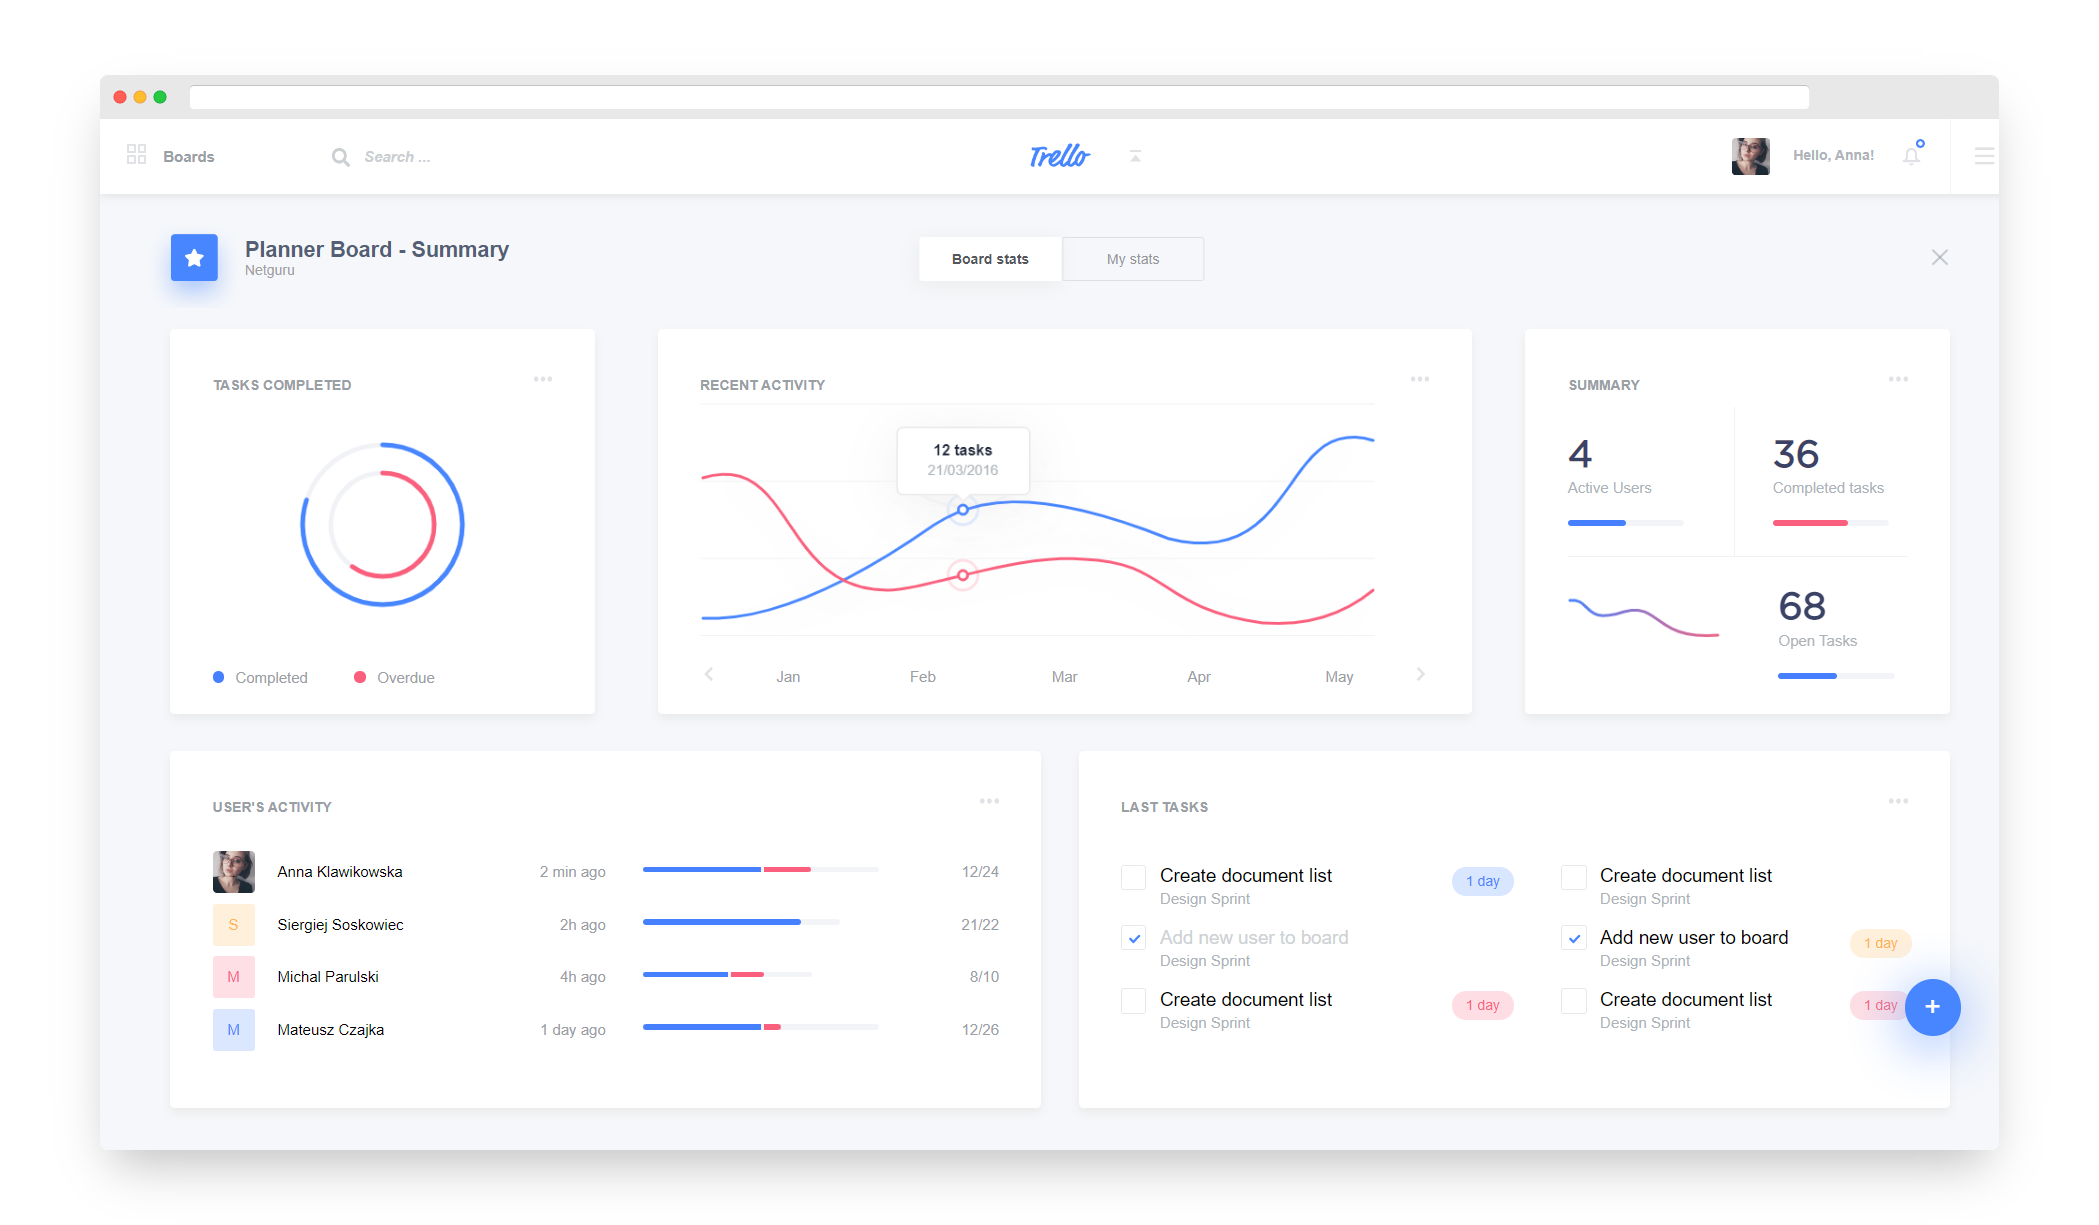 Boards
Search ...
Trello
Hello, Anna!
Planner Board - Summary
Netguru
Board stats
My stats
TASKS COMPLETED
Completed
Overdue
RECENT ACTIVITY
12 tasks
21/03/2016
Jan
Feb
Mar
Apr
May
SUMMARY
4
Active Users
36
Completed tasks
68
Open Tasks
USER'S ACTIVITY
Anna Klawikowska
2 min ago
12/24
S
Siergiej Soskowiec
2h ago
21/22
M
Michal Parulski
4h ago
8/10
M
Mateusz Czajka
1 day ago
12/26
LAST TASKS
Create document list
Design Sprint
1 day
Add new user to board
Design Sprint
Create document list
Design Sprint
1 day
Create document list
Design Sprint
Add new user to board
Design Sprint
1 day
Create document list
Design Sprint
1 day
+